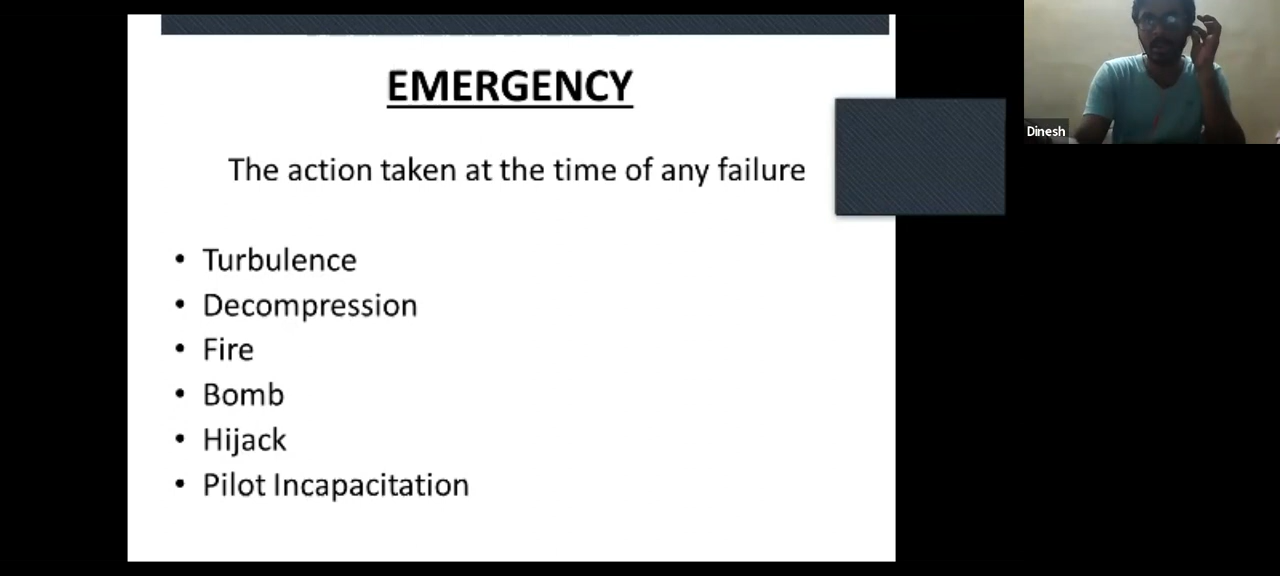 EMERGENCY
The action taken at the time of any failure
• Turbulence
• Decompression
• Fire
• Bomb
• Hijack
• Pilot Incapacitation
Dinesh